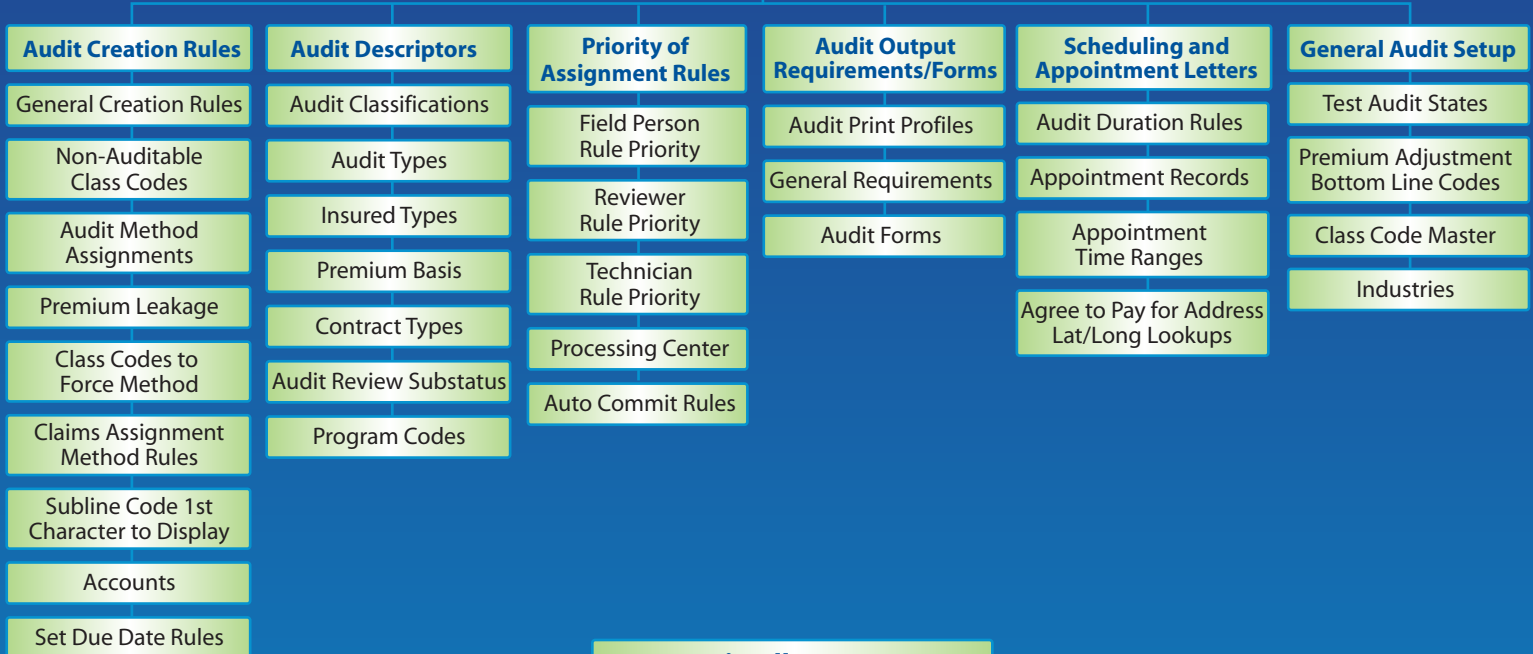 Audit Creation Rules
General Creation Rules
Non-Auditable
Class Codes
Audit Method
Assignments
Premium Leakage
Class Codes to
Force Method
Claims Assignment
Method Rules
Subline Code 1st
Character to Display
Accounts
Set Due Date Rules
Audit Descriptors
Audit Classifications
Audit Types
Insured Types
Premium Basis
Contract Types
Audit Review Substatus
Program Codes
Priority of
Assignment Rules
Field Person
Rule Priority
Reviewer
Rule Priority
Technician
Rule Priority
Processing Center
Auto Commit Rules
Audit Output
Requirements/Forms
Audit Print Profiles
General Requirements
Audit Forms
Scheduling and
Appointment Letters
Audit Duration Rules
Appointment Records
Appointment
Time Ranges
Agree to Pay for Address
Lat/Long Lookups
General Audit Setup
Test Audit States
Premium Adjustment
Bottom Line Codes
Class Code Master
Industries